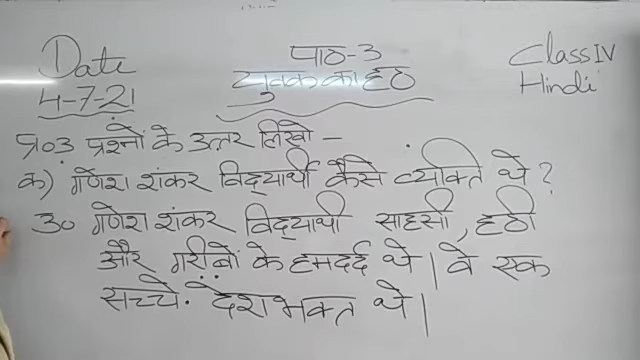 Date
4-7-21
पाठ-3
युवक का हठ
Class IV
Hindi
प्र०3 प्रश्नों के उत्तर लिखो –
क) गणेश शंकर विद्यार्थी कैसे व्यक्ति थे ?
उ० गणेश शंकर विद्यार्थी साहसी, हठी
और गरीबों के हमदर्द थे | वे एक
सच्चे देशभक्त थे |